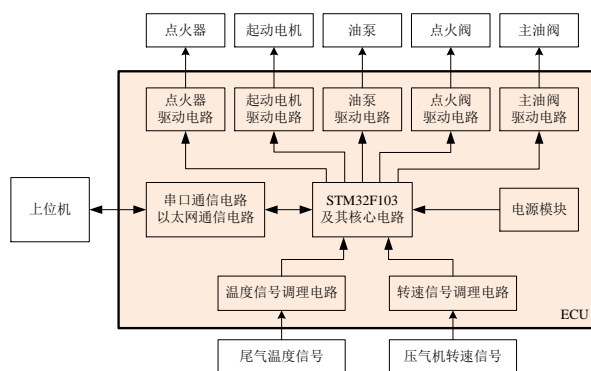 点火器
起动电机
油泵
点火阀
主油阀
点火器
驱动电路
起动电机
驱动电路
油泵
驱动电路
点火阀
驱动电路
主油阀
驱动电路
上位机
串口通信电路
以太网通信电路
STM32F103
及其核心电路
电源模块
温度信号调理电路
转速信号调理电路
ECU
尾气温度信号
压气机转速信号